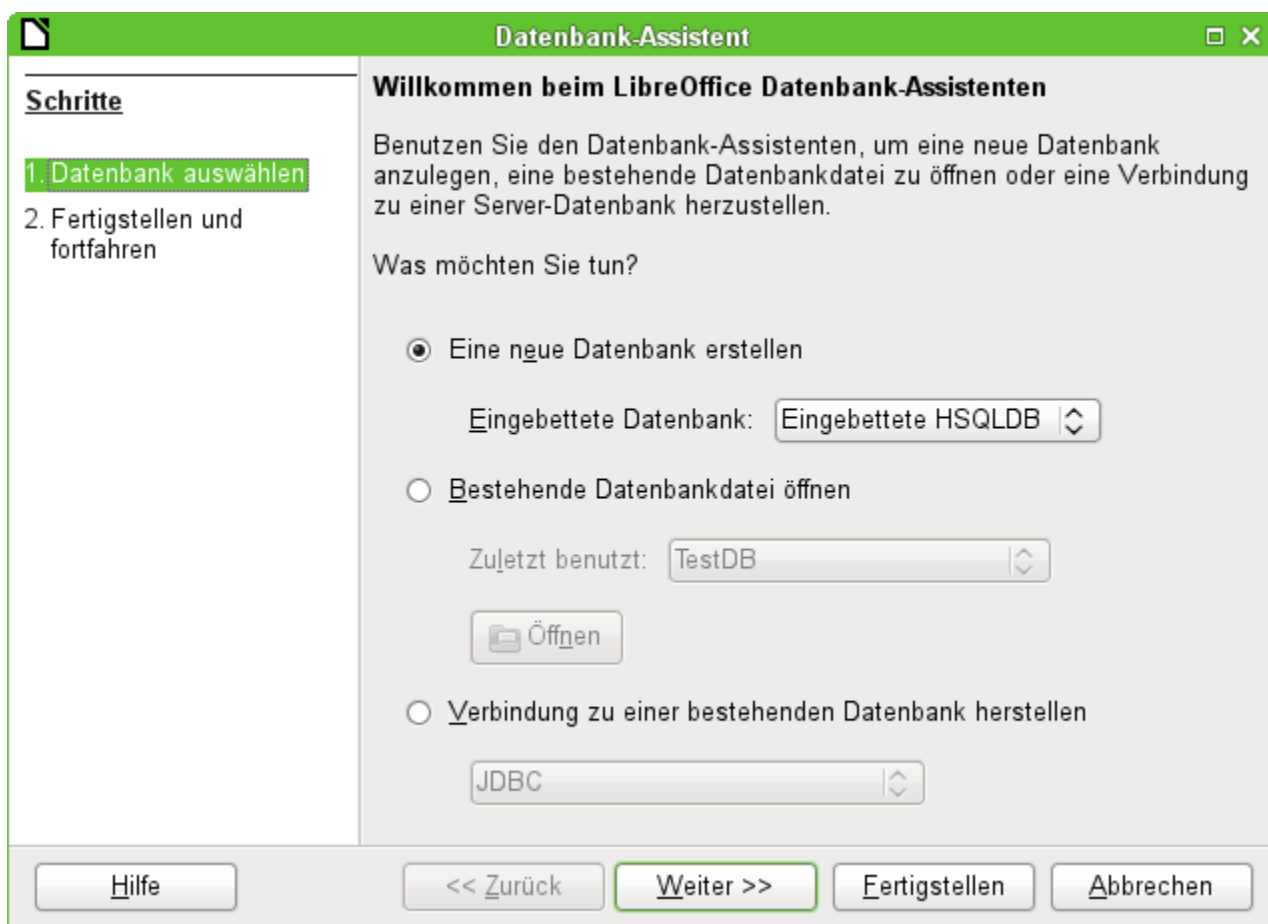 Datenbank-Assistent
Schritte
1. Datenbank auswählen
2. Fertigstellen und
fortfahren
Willkommen beim LibreOffice Datenbank-Assistenten
Benutzen Sie den Datenbank-Assistenten, um eine neue Datenbank
anzulegen, eine bestehende Datenbankdatei zu öffnen oder eine Verbindung
zu einer Server-Datenbank herzustellen.
Was möchten Sie tun?
Eine neue Datenbank erstellen
Eingebettete Datenbank: Eingebettete HSQLDB
Bestehende Datenbankdatei öffnen
Zuletzt benutzt: TestDB
Öffnen
Verbindung zu einer bestehenden Datenbank herstellen
JDBC
Hilfe << Zurück Weiter >> Fertigstellen Abbrechen